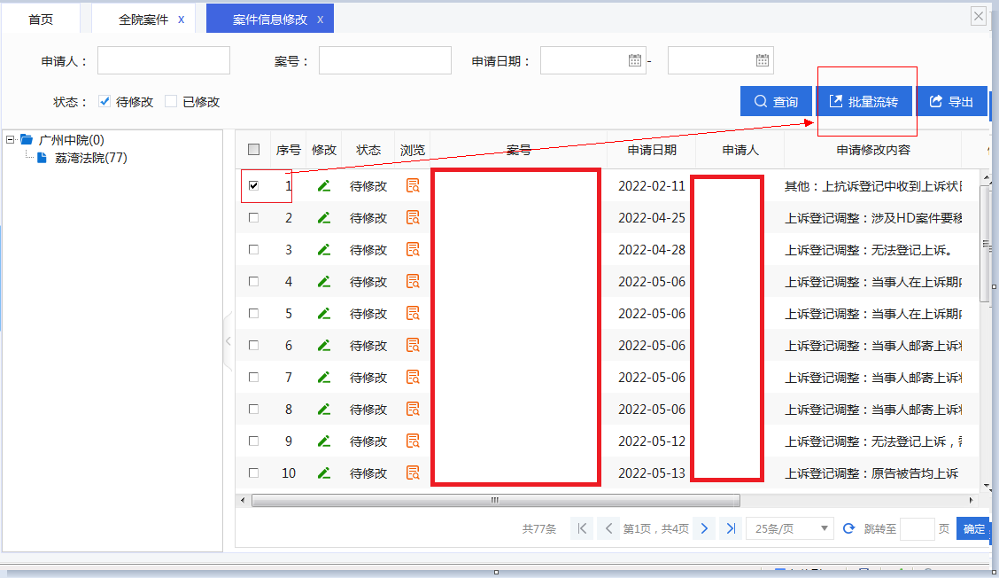 首页 全院案件 x 案件信息修改 x
申请人： 案号： 申请日期： -
状态： 待修改 已修改 查询 批量流转 导出
广州中院(0)
荔湾法院(77)
序号 修改 状态 浏览 案号 申请日期 申请人 申请修改内容
1 待修改 2022-02-11 其他：上抗诉登记中收到上诉状日
2 待修改 2022-04-25 上诉登记调整：涉及HD案件要移
3 待修改 2022-04-28 上诉登记调整：无法登记上诉。
4 待修改 2022-05-06 上诉登记调整：当事人在上诉期内
5 待修改 2022-05-06 上诉登记调整：当事人在上诉期内
6 待修改 2022-05-06 上诉登记调整：当事人邮寄上诉状
7 待修改 2022-05-06 上诉登记调整：当事人邮寄上诉状
8 待修改 2022-05-06 上诉登记调整：当事人邮寄上诉状
9 待修改 2022-05-12 上诉登记调整：无法登记上诉，需
10 待修改 2022-05-13 上诉登记调整：原告被告均上诉
共77条 第1页，共4页 25条/页 跳转至 页 确定